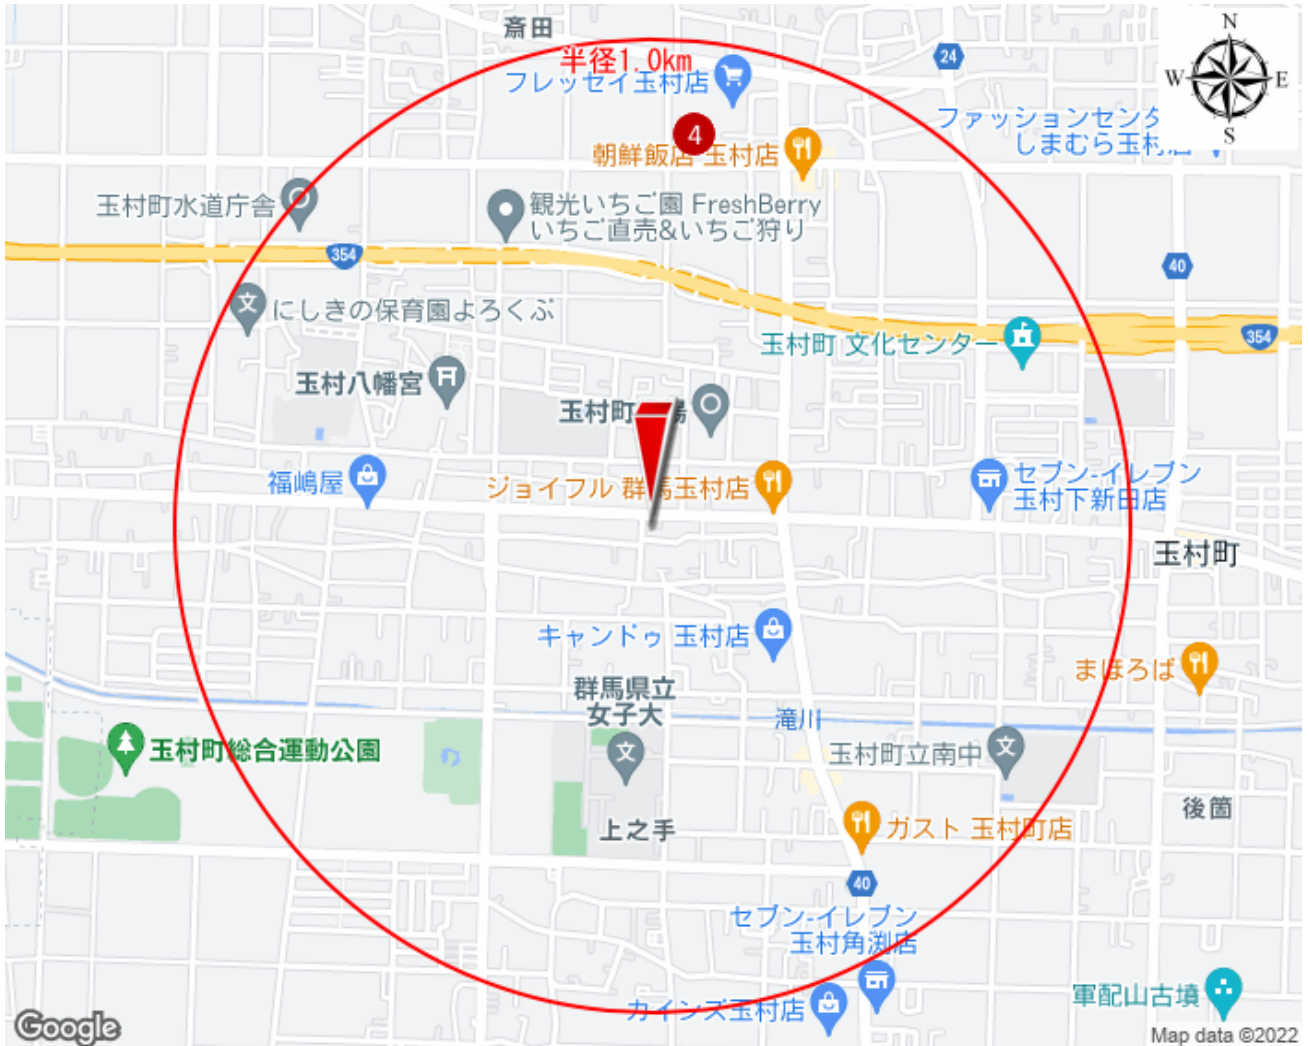 斎田
半径1.0km
フレッセイ玉村店
24
N
W
E
S
4
ファッションセンタ
しまむら玉村店
朝鮮飯店 玉村店
玉村町水道庁舎
観光いちご園 FreshBerry
いちご直売&いちご狩り
354
40
にしきの保育園よろくぶ
玉村町 文化センター
354
玉村八幡宮
玉村町
福嶋屋
ジョイフル 群馬玉村店
セブン-イレブン
玉村下新田店
玉村町
キャンドゥ 玉村店
まほろば
群馬県立
女子大
滝川
玉村町総合運動公園
玉村町立南中
上之手
ガスト 玉村町店
後箇
40
セブン-イレブン
玉村角渕店
カインズ玉村店
軍配山古墳
Google
Map data ©2022